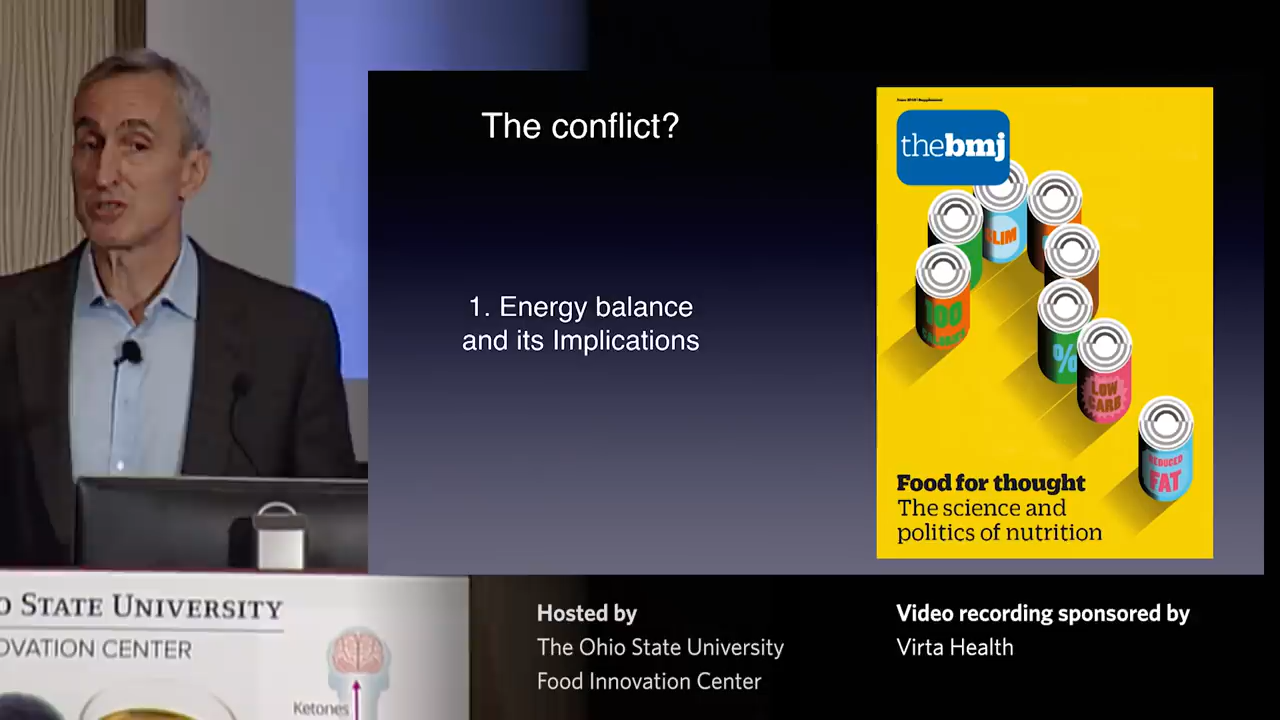 The conflict?
1. Energy balance
and its Implications
thebmj
SLIM
100
%
LOW
CARB
REDUCED
FAT
Food for thought
The science and
politics of nutrition
O STATE UNIVERSITY
OVATION CENTER
Ketones
Hosted by
The Ohio State University
Food Innovation Center
Video recording sponsored by
Virta Health